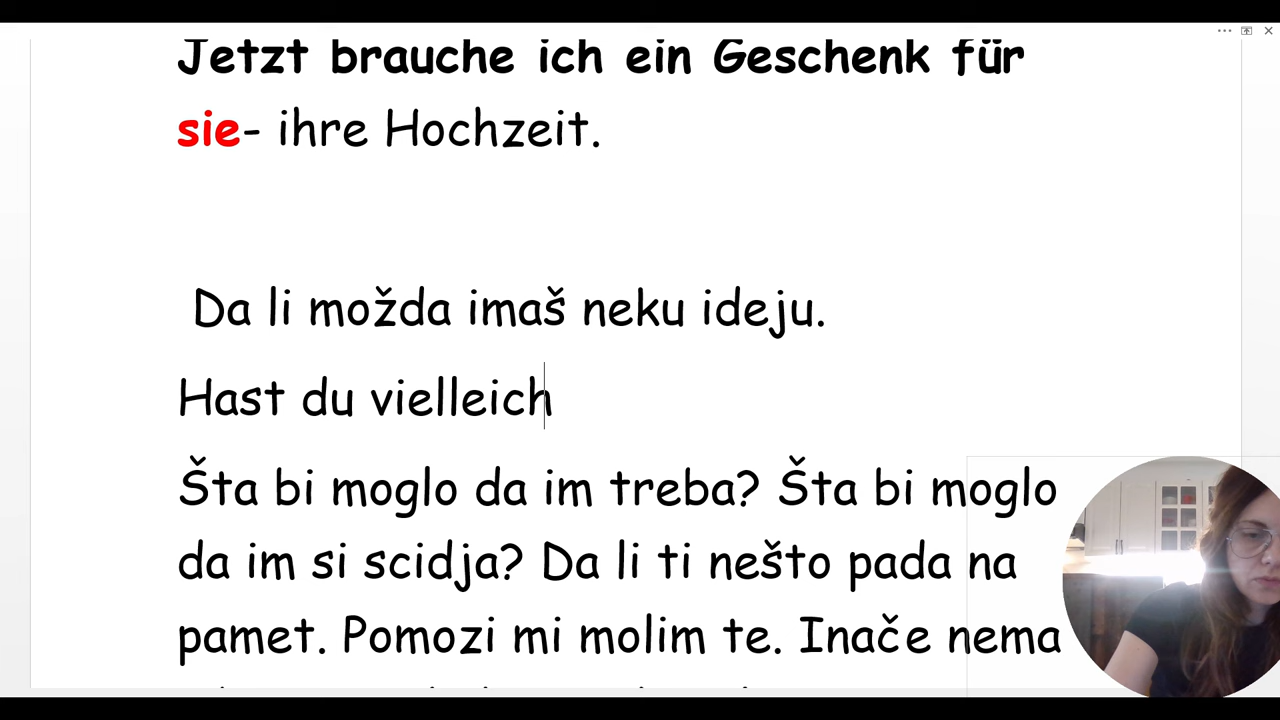 Jetzt brauche ich ein Geschenk für
sie- ihre Hochzeit.
Da li možda imaš neku ideju.
Hast du vielleich
Šta bi moglo da im treba? Šta bi moglo
da im si scidja? Da li ti nešto pada na
pamet. Pomozi mi molim te. Inače nema